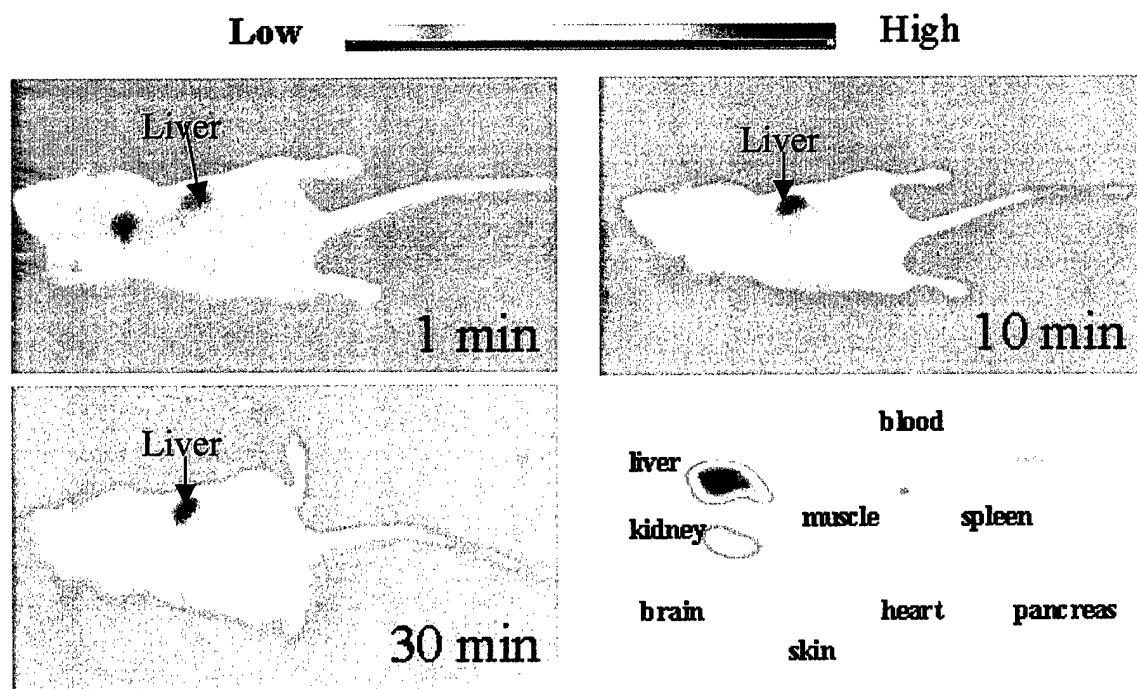 Low High
Liver
1 min
Liver
10 min
Liver
30 min
blood
liver
muscle spleen
kidney
brain heart pancreas
skin